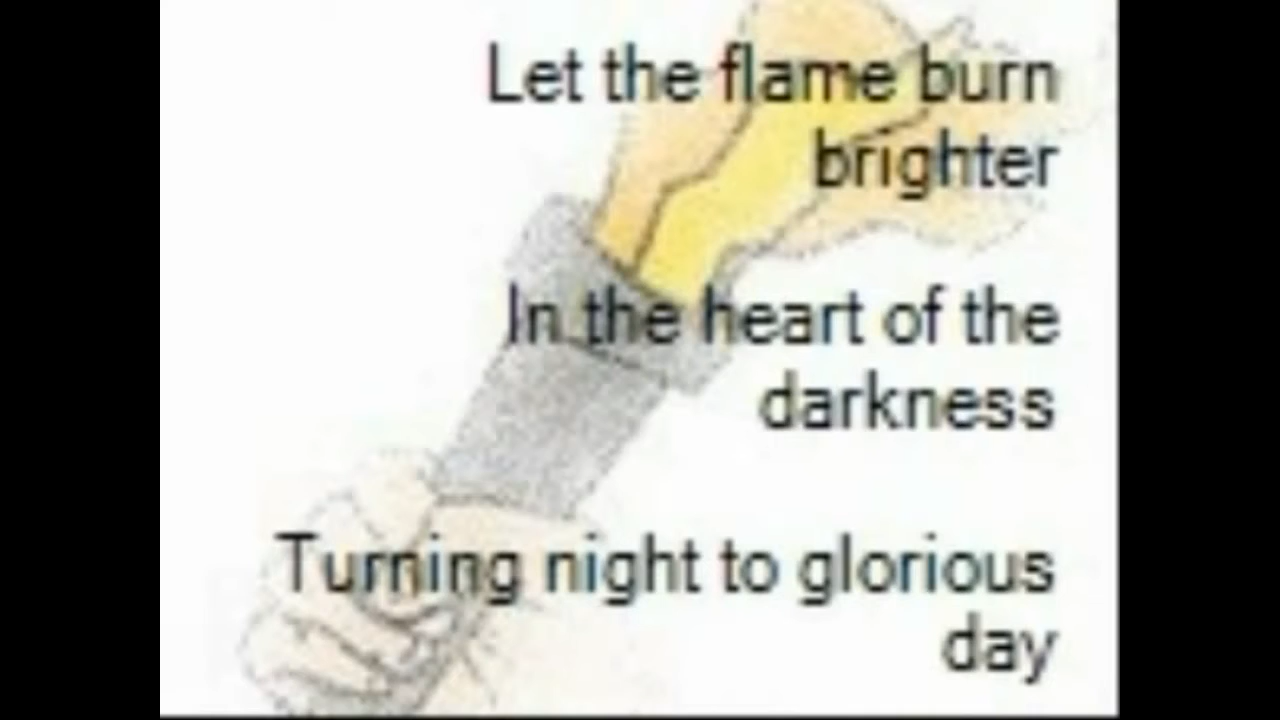 Let the flame burn
brighter
In the heart of the
darkness
Turning night to glorious
day